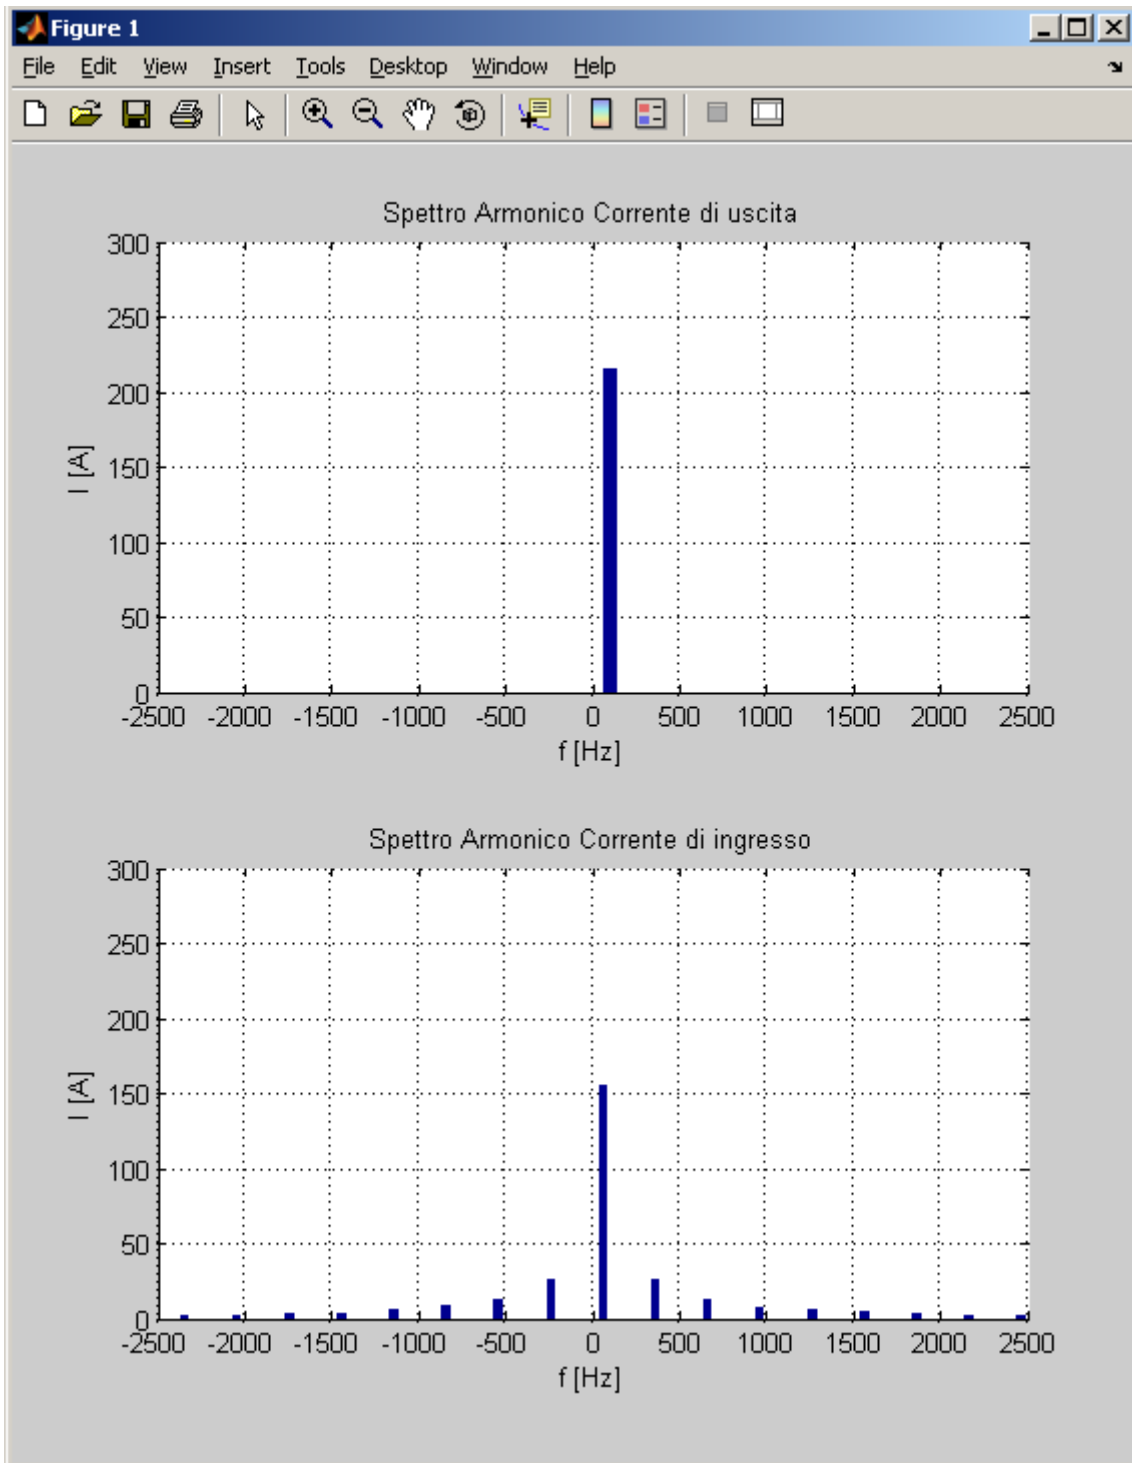 Figure 1
File Edit View Insert Tools Desktop Window Help
Spettro Armonico Corrente di uscita
300
250
200
150
100
50
0
I [A]
-2500 -2000 -1500 -1000 -500 0 500 1000 1500 2000 2500
f [Hz]
Spettro Armonico Corrente di ingresso
300
250
200
150
100
50
0
I [A]
-2500 -2000 -1500 -1000 -500 0 500 1000 1500 2000 2500
f [Hz]